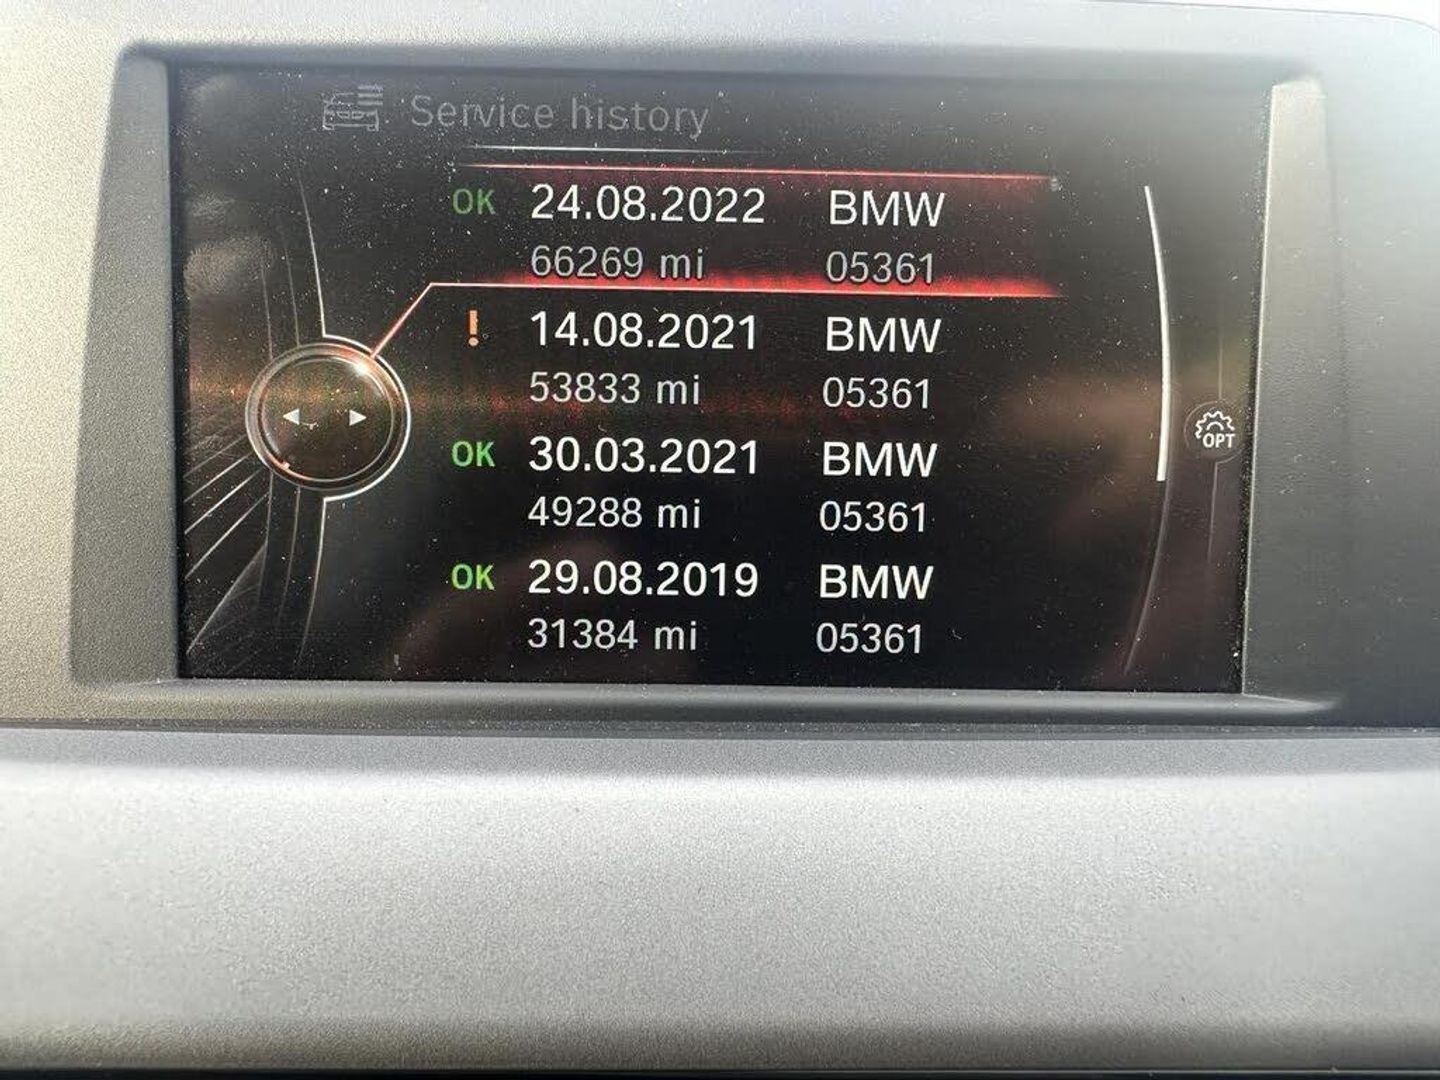 Service history
OK 24.08.2022 BMW
66269 mi 05361
! 14.08.2021 BMW
53833 mi 05361
OPT
OK 30.03.2021 BMW
49288 mi 05361
OK 29.08.2019 BMW
31384 mi 05361